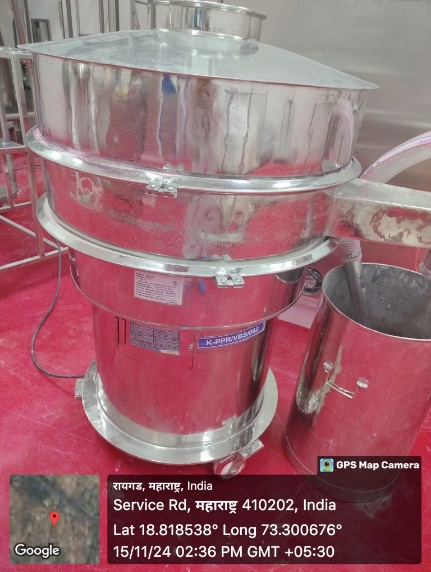 K-PPR/VBS/042
GPS Map Camera
रायगड, महाराष्ट्र, India
Service Rd, महाराष्ट्र 410202, India
Lat 18.818538° Long 73.300676°
15/11/24 02:36 PM GMT +05:30
Google